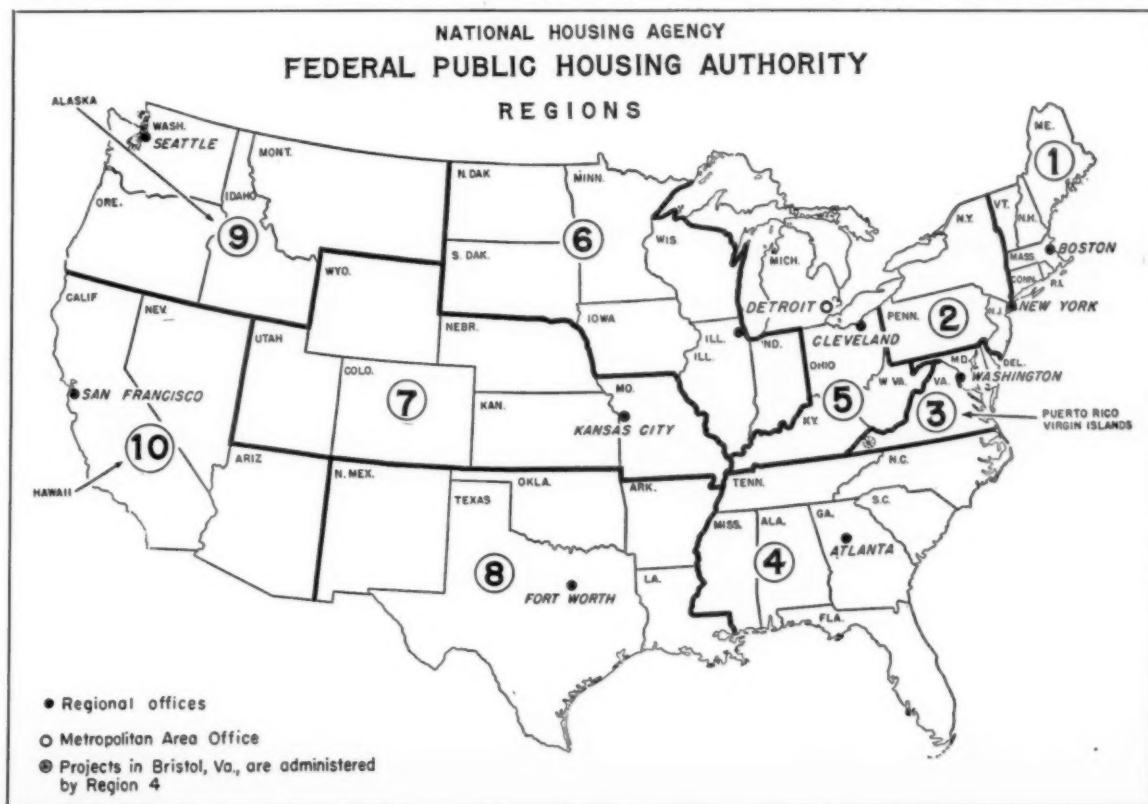 NATIONAL HOUSING AGENCY
FEDERAL PUBLIC HOUSING AUTHORITY
REGIONS
ALASKA
WASH.
SEATTLE
MONT.
N. DAK
MINN.
ME.
1
ORE.
IDAHO
9
6
VT.
N.H.
N.Y.
WIS.
MICH.
MASS.
BOSTON
WYO.
S. DAK.
CONN.
R.I.
CALIF
NEV.
DETROIT
NEW YORK
UTAH
NEBR.
IOWA
ILL.
ILL.
IND.
OHIO
CLEVELAND
PENN.
2
N.J.
COLO.
MD.
DEL.
SAN FRANCISCO
7
KAN.
MO.
KANSAS CITY
5
W VA.
VA.
WASHINGTON
3
PUERTO RICO
VIRGIN ISLANDS
10
KY.
HAWAII
ARIZ
N. MEX.
OKLA.
TEXAS
ARK.
TENN.
N.C.
S.C.
MISS.
ALA.
GA.
ATLANTA
8
FORT WORTH
LA.
4
FLA.
Regional offices
Metropolitan Area Office
Projects in Bristol, Va., are administered
by Region 4